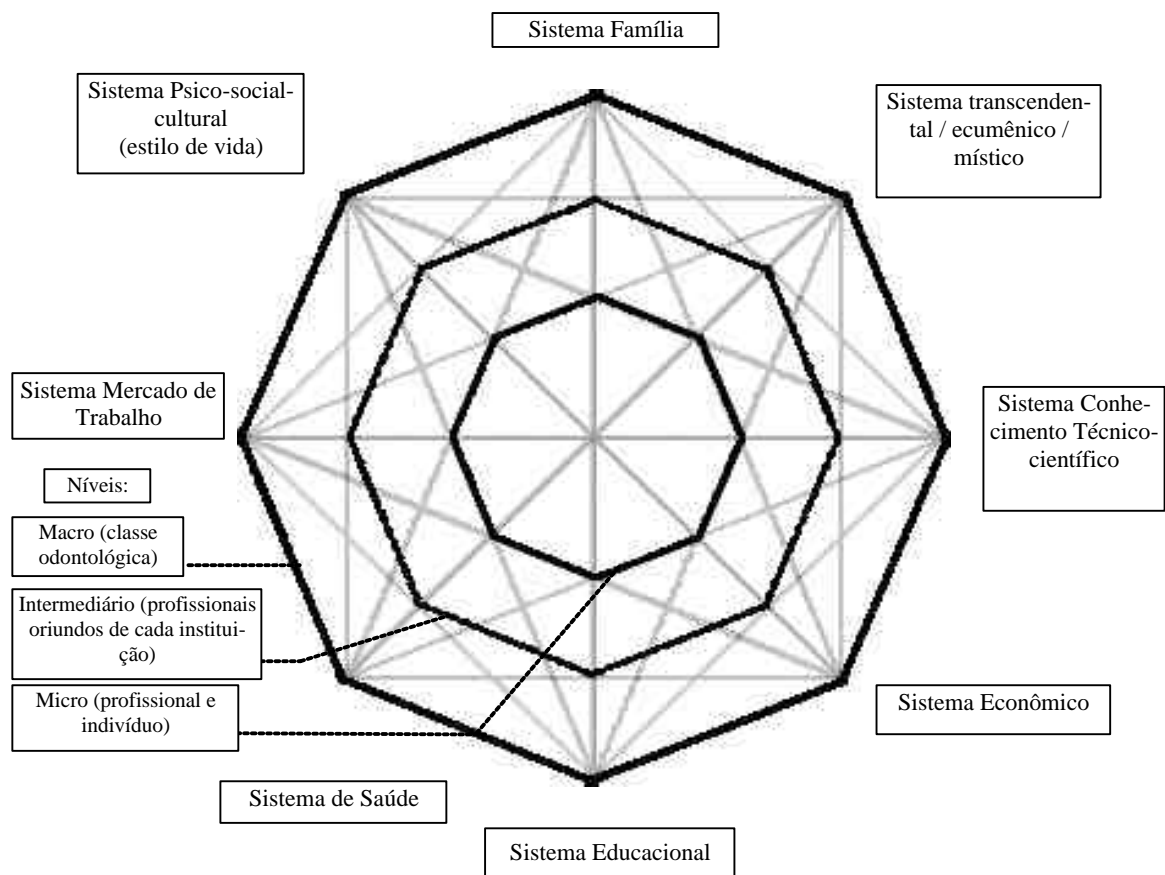 Sistema Família
Sistema Psico-social-
cultural
(estilo de vida)
Sistema transcenden-
tal / ecumênico /
místico
Sistema Mercado de
Trabalho
Sistema Conhe-
cimento Técnico-
científico
Níveis:
Macro (classe
odontológica)
Intermediário (profissionais
oriundos de cada institui-
ção)
Micro (profissional e
indivíduo)
Sistema Econômico
Sistema de Saúde
Sistema Educacional